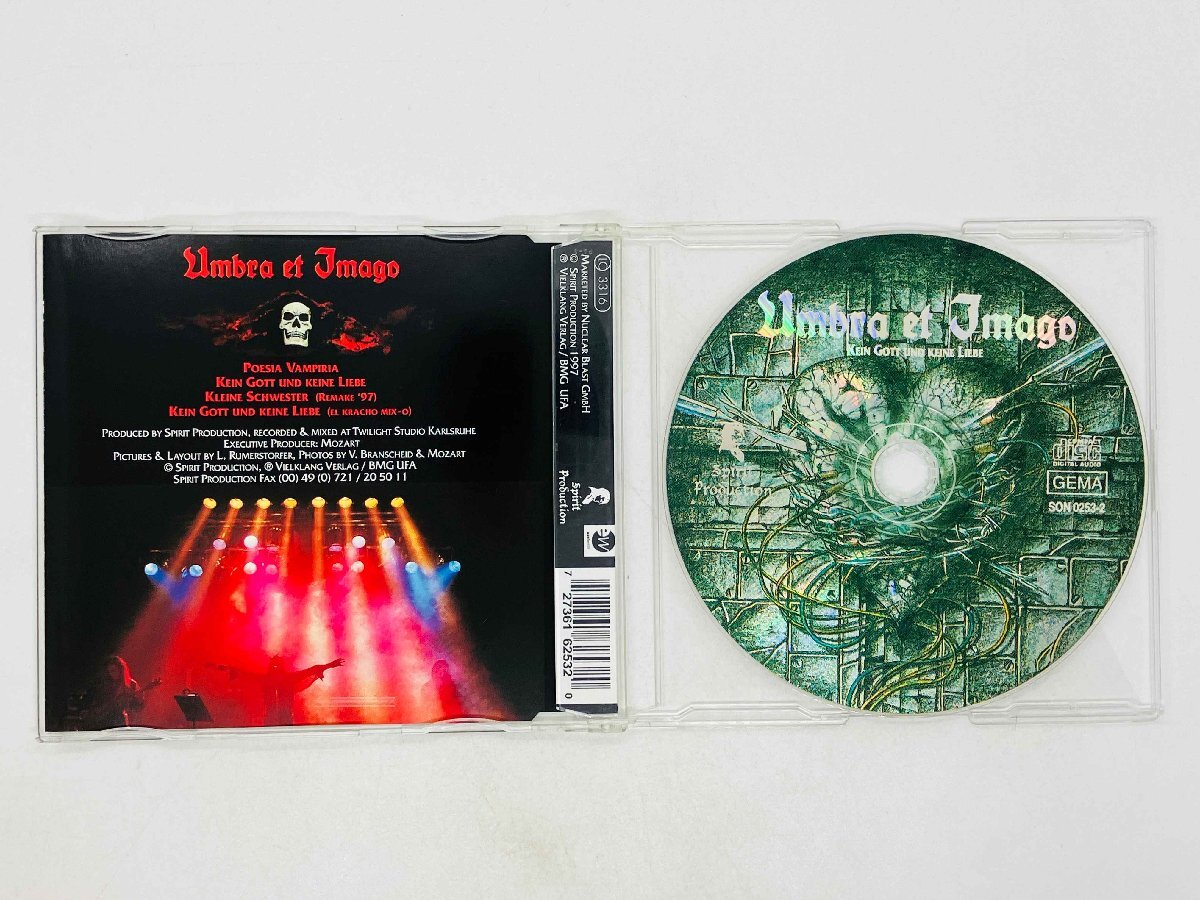 Umbra et Imago
Poesia Vampiria
Kein Gott und keine Liebe
Kleine Schwester (Remake '97)
Kein Gott und keine Liebe (el kracho mix-o)
Produced by Spirit Production, recorded & mixed at Twilight Studio Karlsruhe
Executive Producer: Mozart
Pictures & Layout by L. Rumerstorfer, Photos by V. Branscheid & Mozart
© Spirit Production, ℗ Vielklang Verlag / BMG UFA
Spirit Production Fax (00) 49 (0) 721 / 20 50 11
IO 3316
Marketed by Nuclear Blast GmbH
© Spirit Production 1997
® Vielklang Verlag / BMG UFA
Spirit
Production
7 27361 62532 0
Umbra et Imago
Kein Gott und keine Liebe
Spirit
Production
COMPACT
disc
DIGITAL AUDIO
GEMA
SON 0253-2